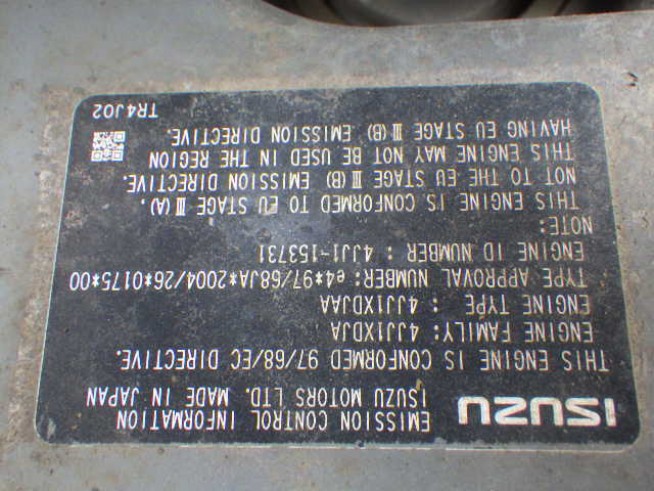 ISUZU
EMISSION CONTROL INFORMATION
ISUZU MOTORS LTD. MADE IN JAPAN
THIS ENGINE IS CONFORMED 97/68/EC DIRECTIVE.
ENGINE FAMILY: 4JJ1XDJA
ENGINE TYPE : 4JJ1XDJAA
TYPE APPROVAL NUMBER: e4*97/68JA*2004/26*0175*00
ENGINE ID NUMBER : 4JJ1-153731
NOTE:
THIS ENGINE IS CONFORMED TO EU STAGE Ⅲ (A),
NOT TO THE EU STAGE Ⅲ (B) EMISSION DIRECTIVE.
THIS ENGINE MAY NOT BE USED IN THE REGION
HAVING EU STAGE Ⅲ (B) EMISSION DIRECTIVE.
TR4J02